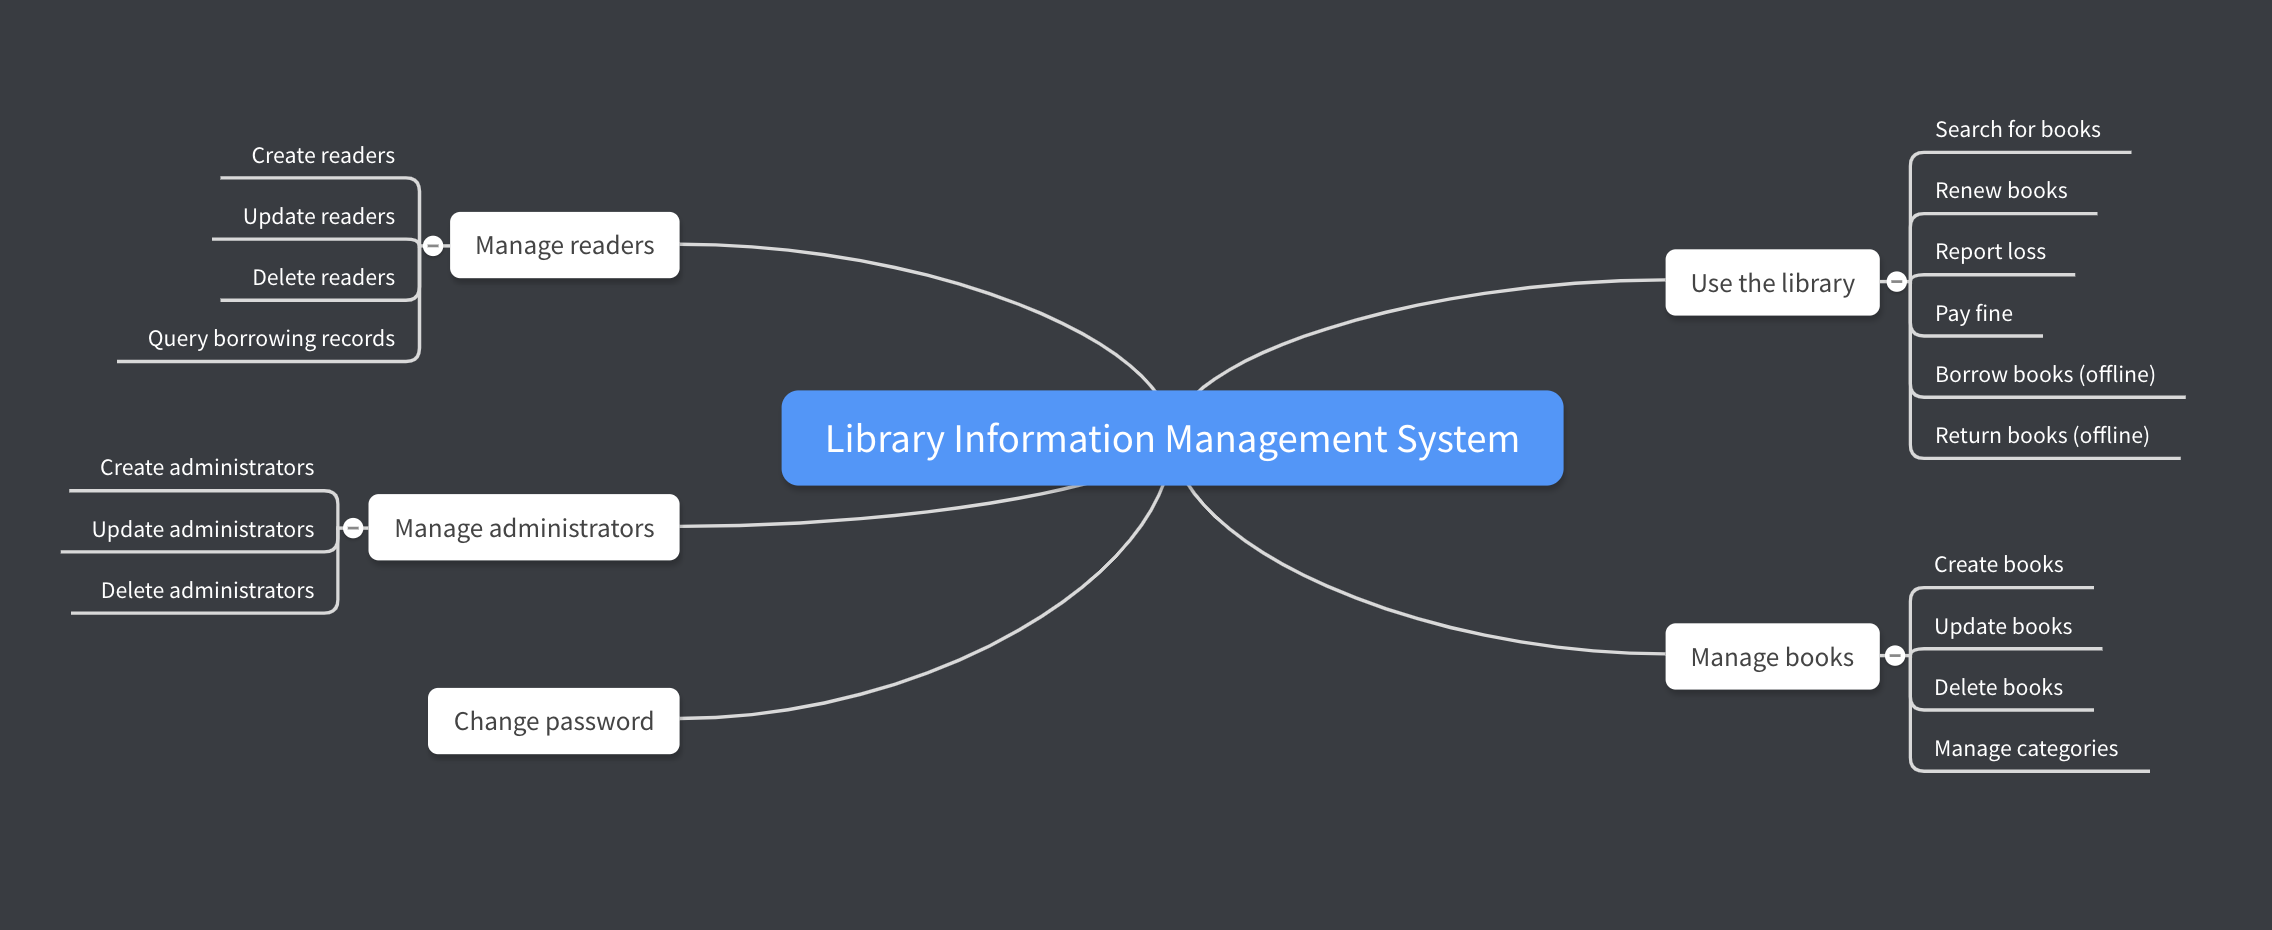 Library Information Management System
Use the library
Search for books
Renew books
Report loss
Pay fine
Borrow books (offline)
Return books (offline)
Manage books
Create books
Update books
Delete books
Manage categories
Manage readers
Create readers
Update readers
Delete readers
Query borrowing records
Manage administrators
Create administrators
Update administrators
Delete administrators
Change password